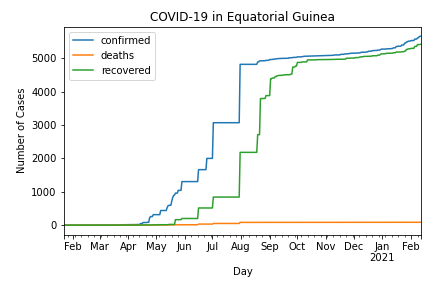 COVID-19 in Equatorial Guinea
confirmed
deaths
recovered
Number of Cases
5000
4000
3000
2000
1000
0
Feb Mar Apr May Jun Jul Aug Sep Oct Nov Dec Jan Feb
2021
Day